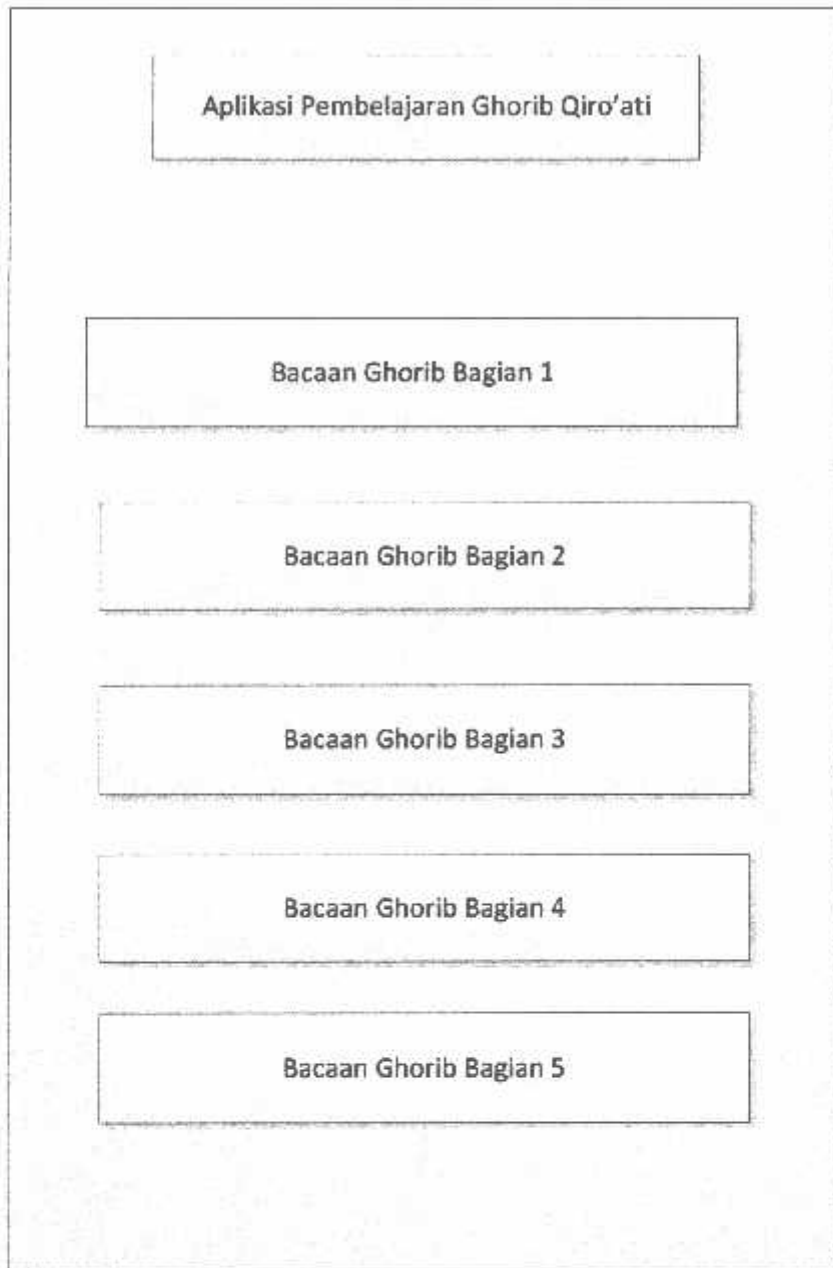 Aplikasi Pembelajaran Ghorib Qiro'ati
Bacaan Ghorib Bagian 1
Bacaan Ghorib Bagian 2
Bacaan Ghorib Bagian 3
Bacaan Ghorib Bagian 4
Bacaan Ghorib Bagian 5